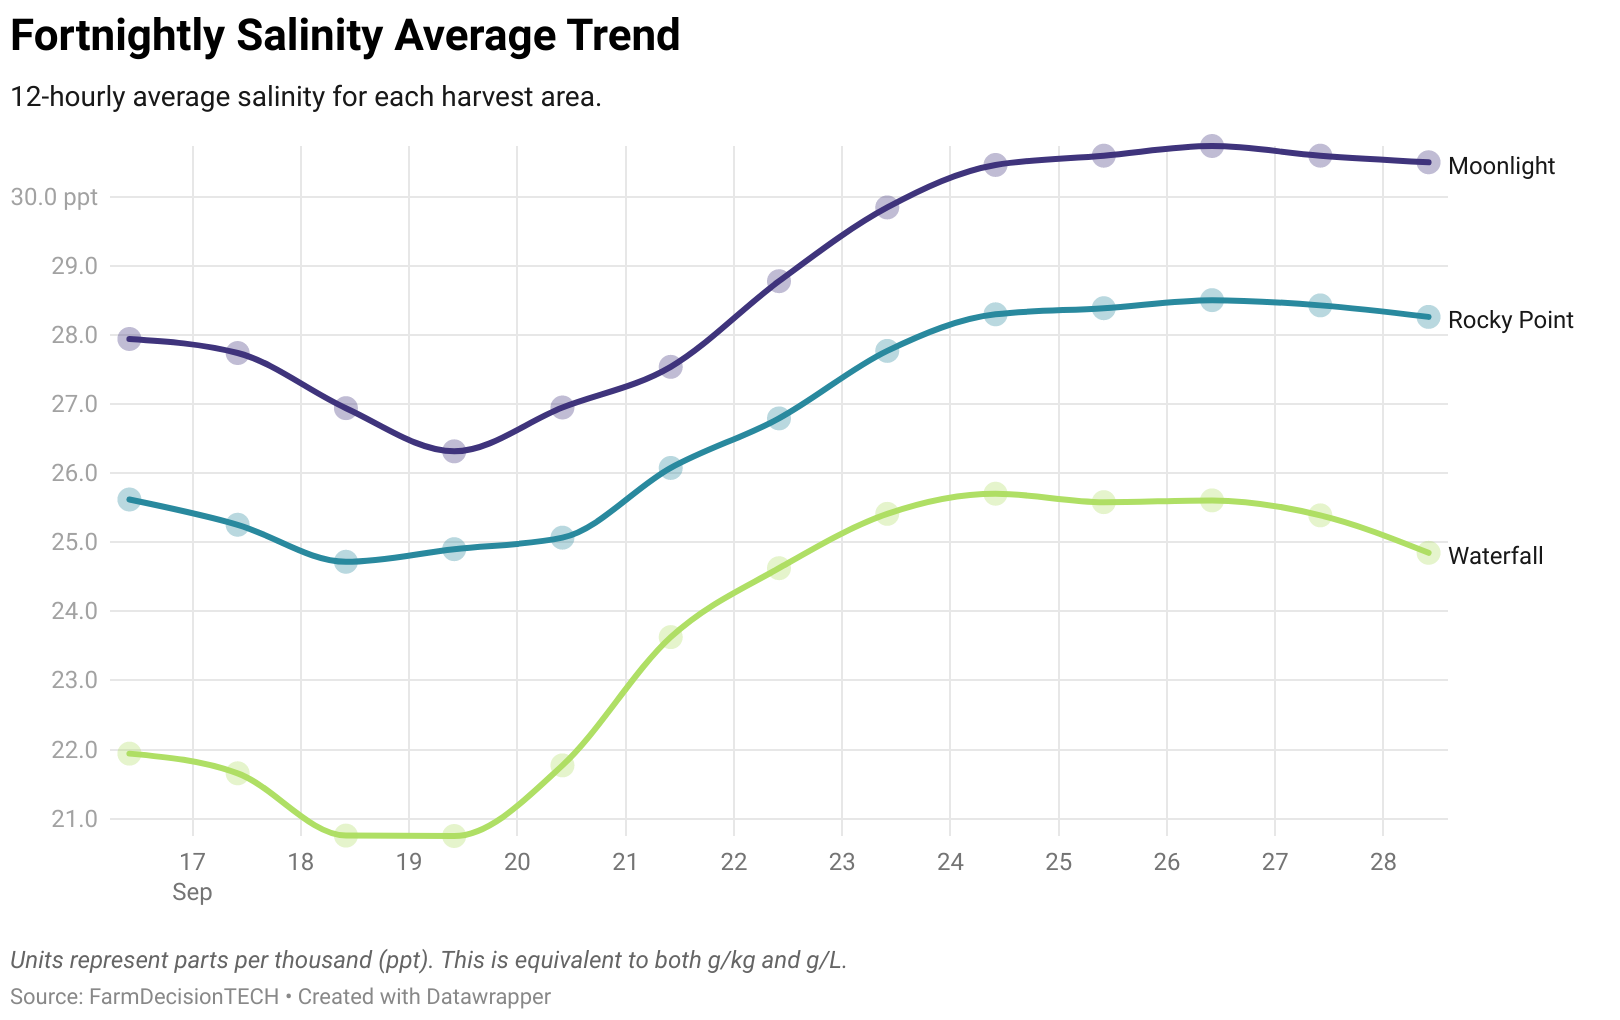 Fortnightly Salinity Average Trend
12-hourly average salinity for each harvest area.
30.0 ppt
29.0
28.0
27.0
26.0
25.0
24.0
23.0
22.0
21.0
Moonlight
Rocky Point
Waterfall
17 18 19 20 21 22 23 24 25 26 27 28
Sep
Units represent parts per thousand (ppt). This is equivalent to both g/kg and g/L.
Source: FarmDecisionTECH • Created with Datawrapper